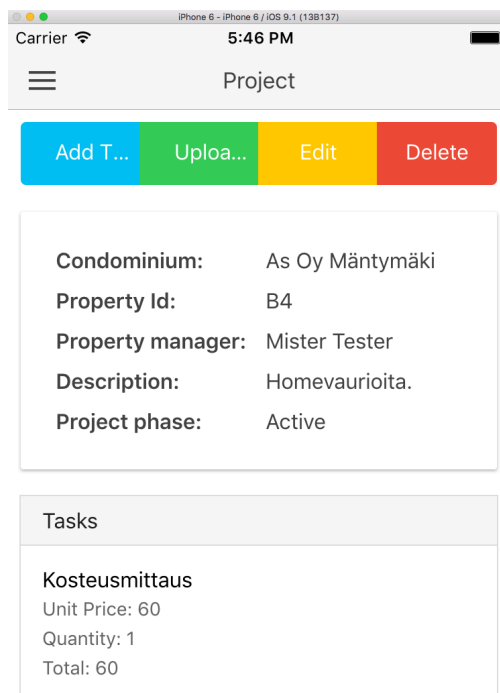 iPhone 6 - iPhone 6 / iOS 9.1 (13B137)
Carrier 5:46 PM
Project
Add T... Uploa... Edit Delete
Condominium: As Oy Mäntymäki
Property Id: B4
Property manager: Mister Tester
Description: Homevaurioita.
Project phase: Active
Tasks
Kosteusmittaus
Unit Price: 60
Quantity: 1
Total: 60